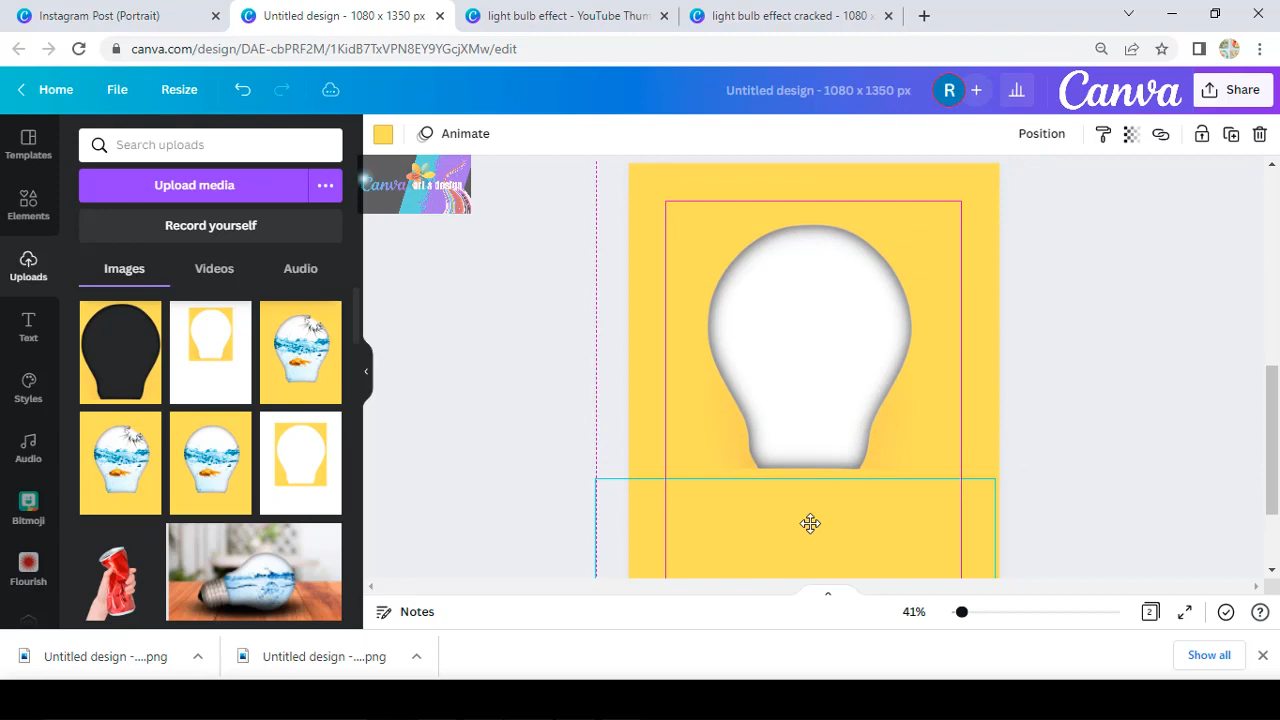 Instagram Post (Portrait)
Untitled design - 1080 x 1350 px
light bulb effect - YouTube Thum
light bulb effect cracked - 1080 x
canva.com/design/DAE-cbPRF2M/1KidB7TxVPN8EY9YGcjXMw/edit
Home
File
Resize
Untitled design - 1080 x 1350 px
R
Canva
Share
Templates
Search uploads
Animate
Position
Canva art & design
Upload media
Elements
Record yourself
Uploads
Images
Videos
Audio
Text
Styles
Audio
Bitmoji
Flourish
Notes
41%
2
Untitled design -....png
Untitled design -....png
Show all